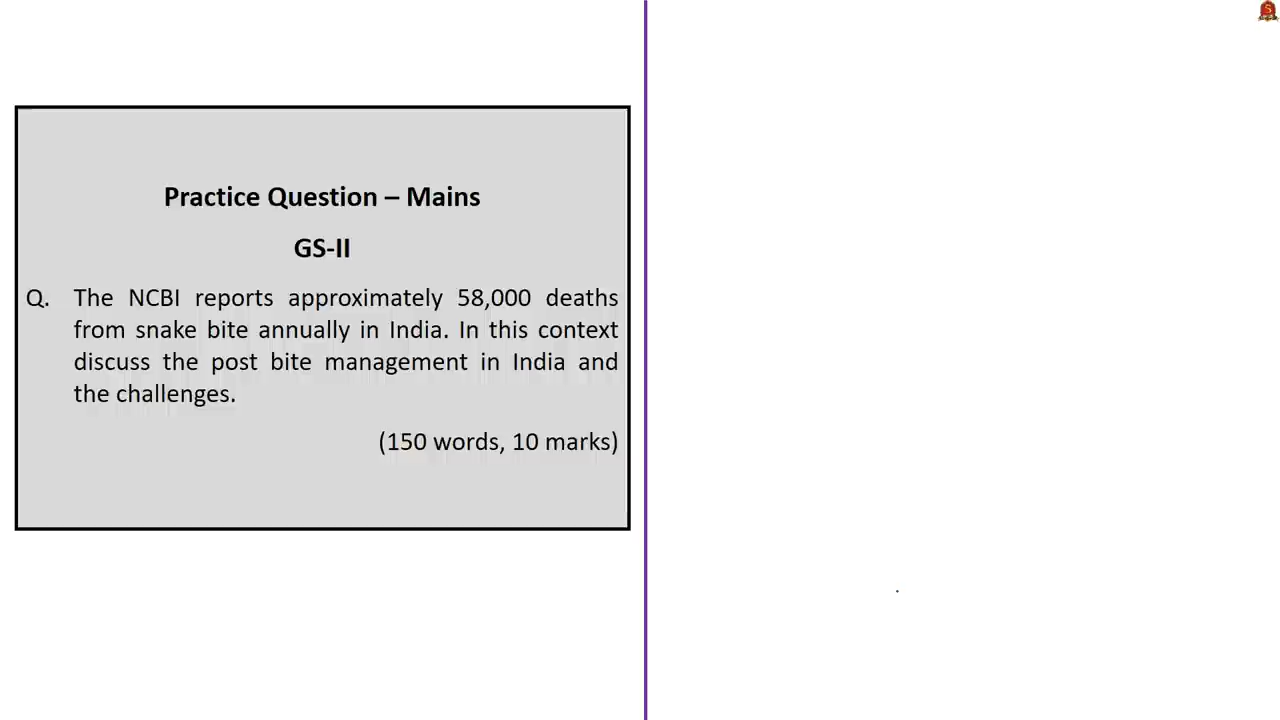 Practice Question – Mains
GS-II
Q. The NCBI reports approximately 58,000 deaths
from snake bite annually in India. In this context
discuss the post bite management in India and
the challenges.
(150 words, 10 marks)